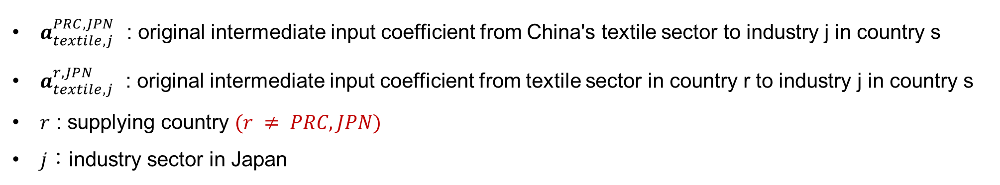 • 𝒂_{textile,j}^{PRC,JPN} : original intermediate input coefficient from China's textile sector to industry j in country s
• 𝒂_{textile,j}^{r,JPN} : original intermediate input coefficient from textile sector in country r to industry j in country s
• r : supplying country (r ≠ PRC,JPN)
• j : industry sector in Japan